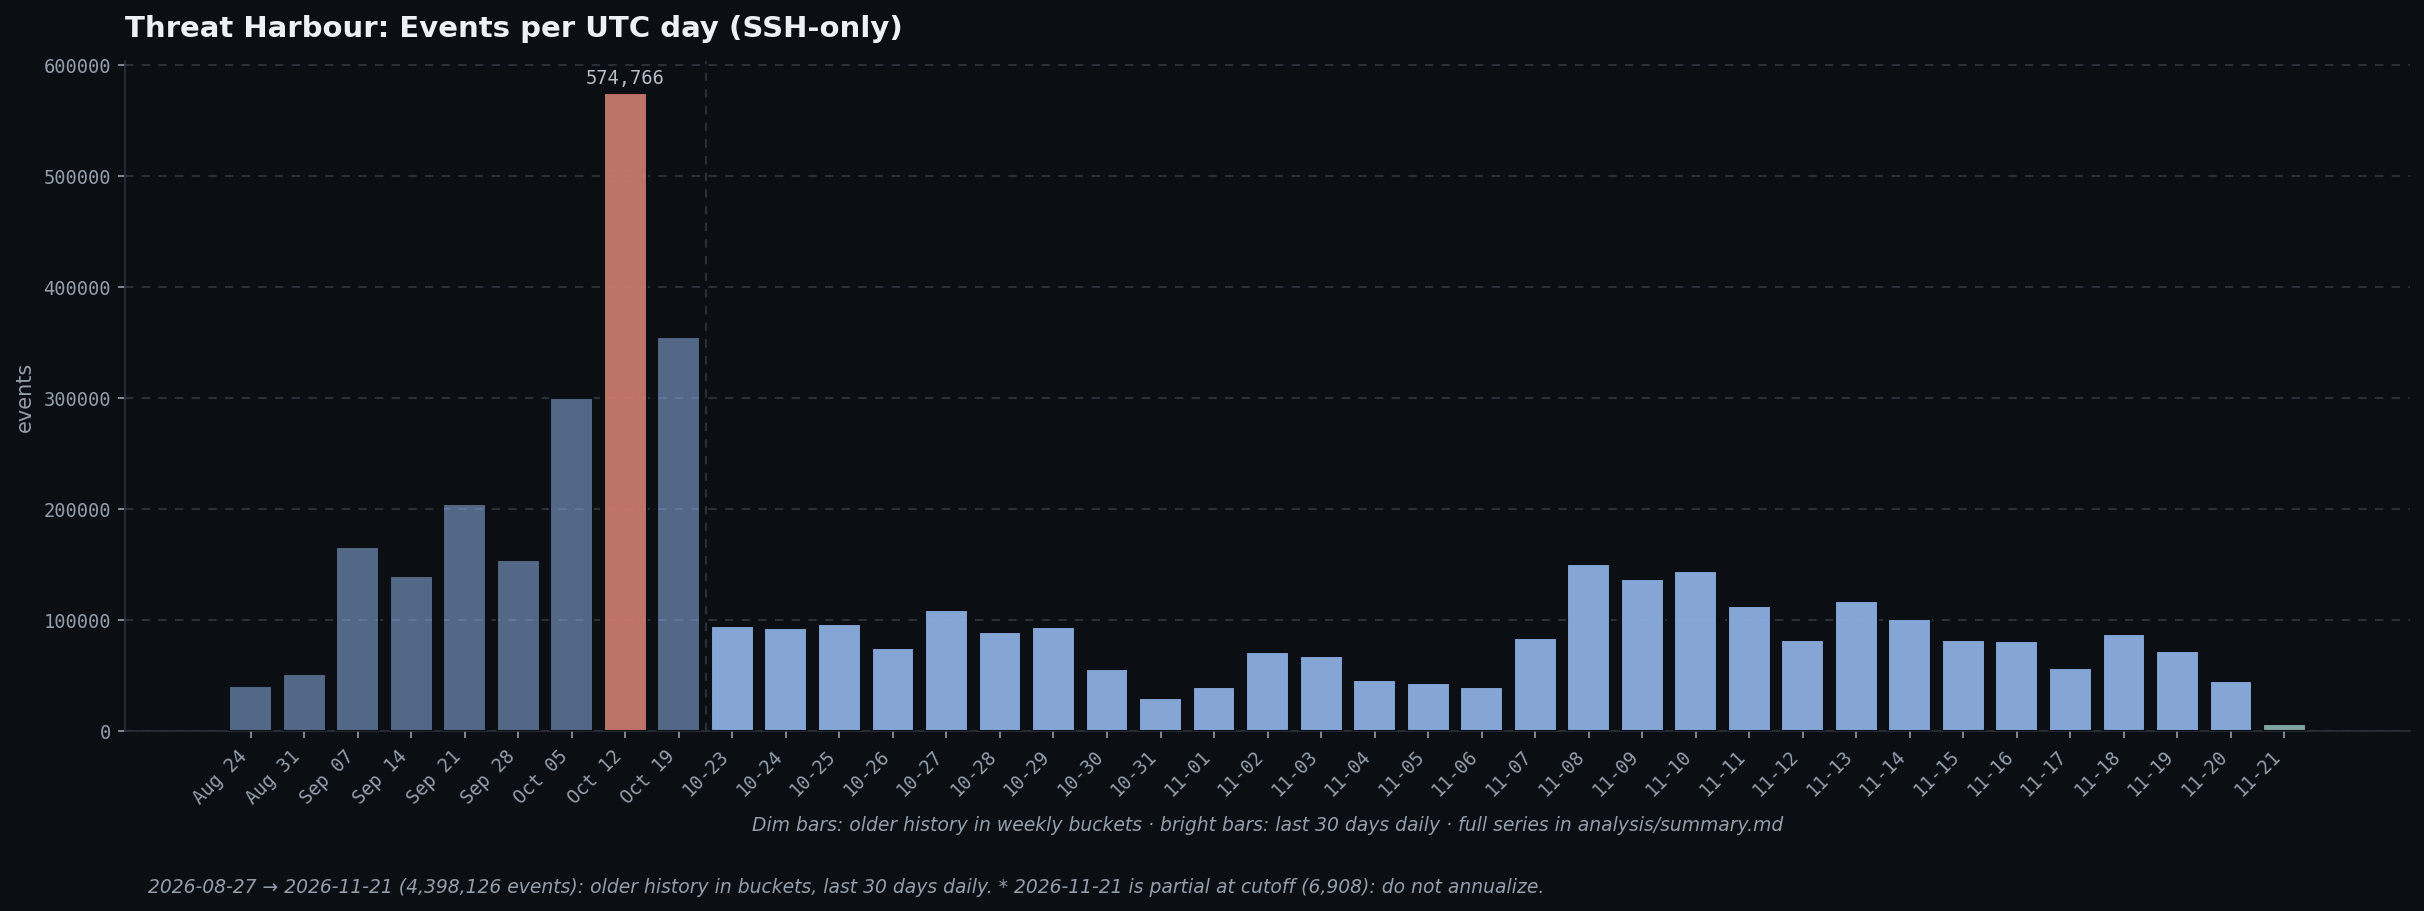 Threat Harbour: Events per UTC day (SSH-only)
600000
500000
400000
300000
200000
100000
0
events
574,766
Aug 24
Aug 31
Sep 07
Sep 14
Sep 21
Sep 28
Oct 05
Oct 12
Oct 19
10-23
10-24
10-25
10-26
10-27
10-28
10-29
10-30
10-31
11-01
11-02
11-03
11-04
11-05
11-06
11-07
11-08
11-09
11-10
11-11
11-12
11-13
11-14
11-15
11-16
11-17
11-18
11-19
11-20
11-21
Dim bars: older history in weekly buckets · bright bars: last 30 days daily · full series in analysis/summary.md
2026-08-27 → 2026-11-21 (4,398,126 events): older history in buckets, last 30 days daily. * 2026-11-21 is partial at cutoff (6,908): do not annualize.